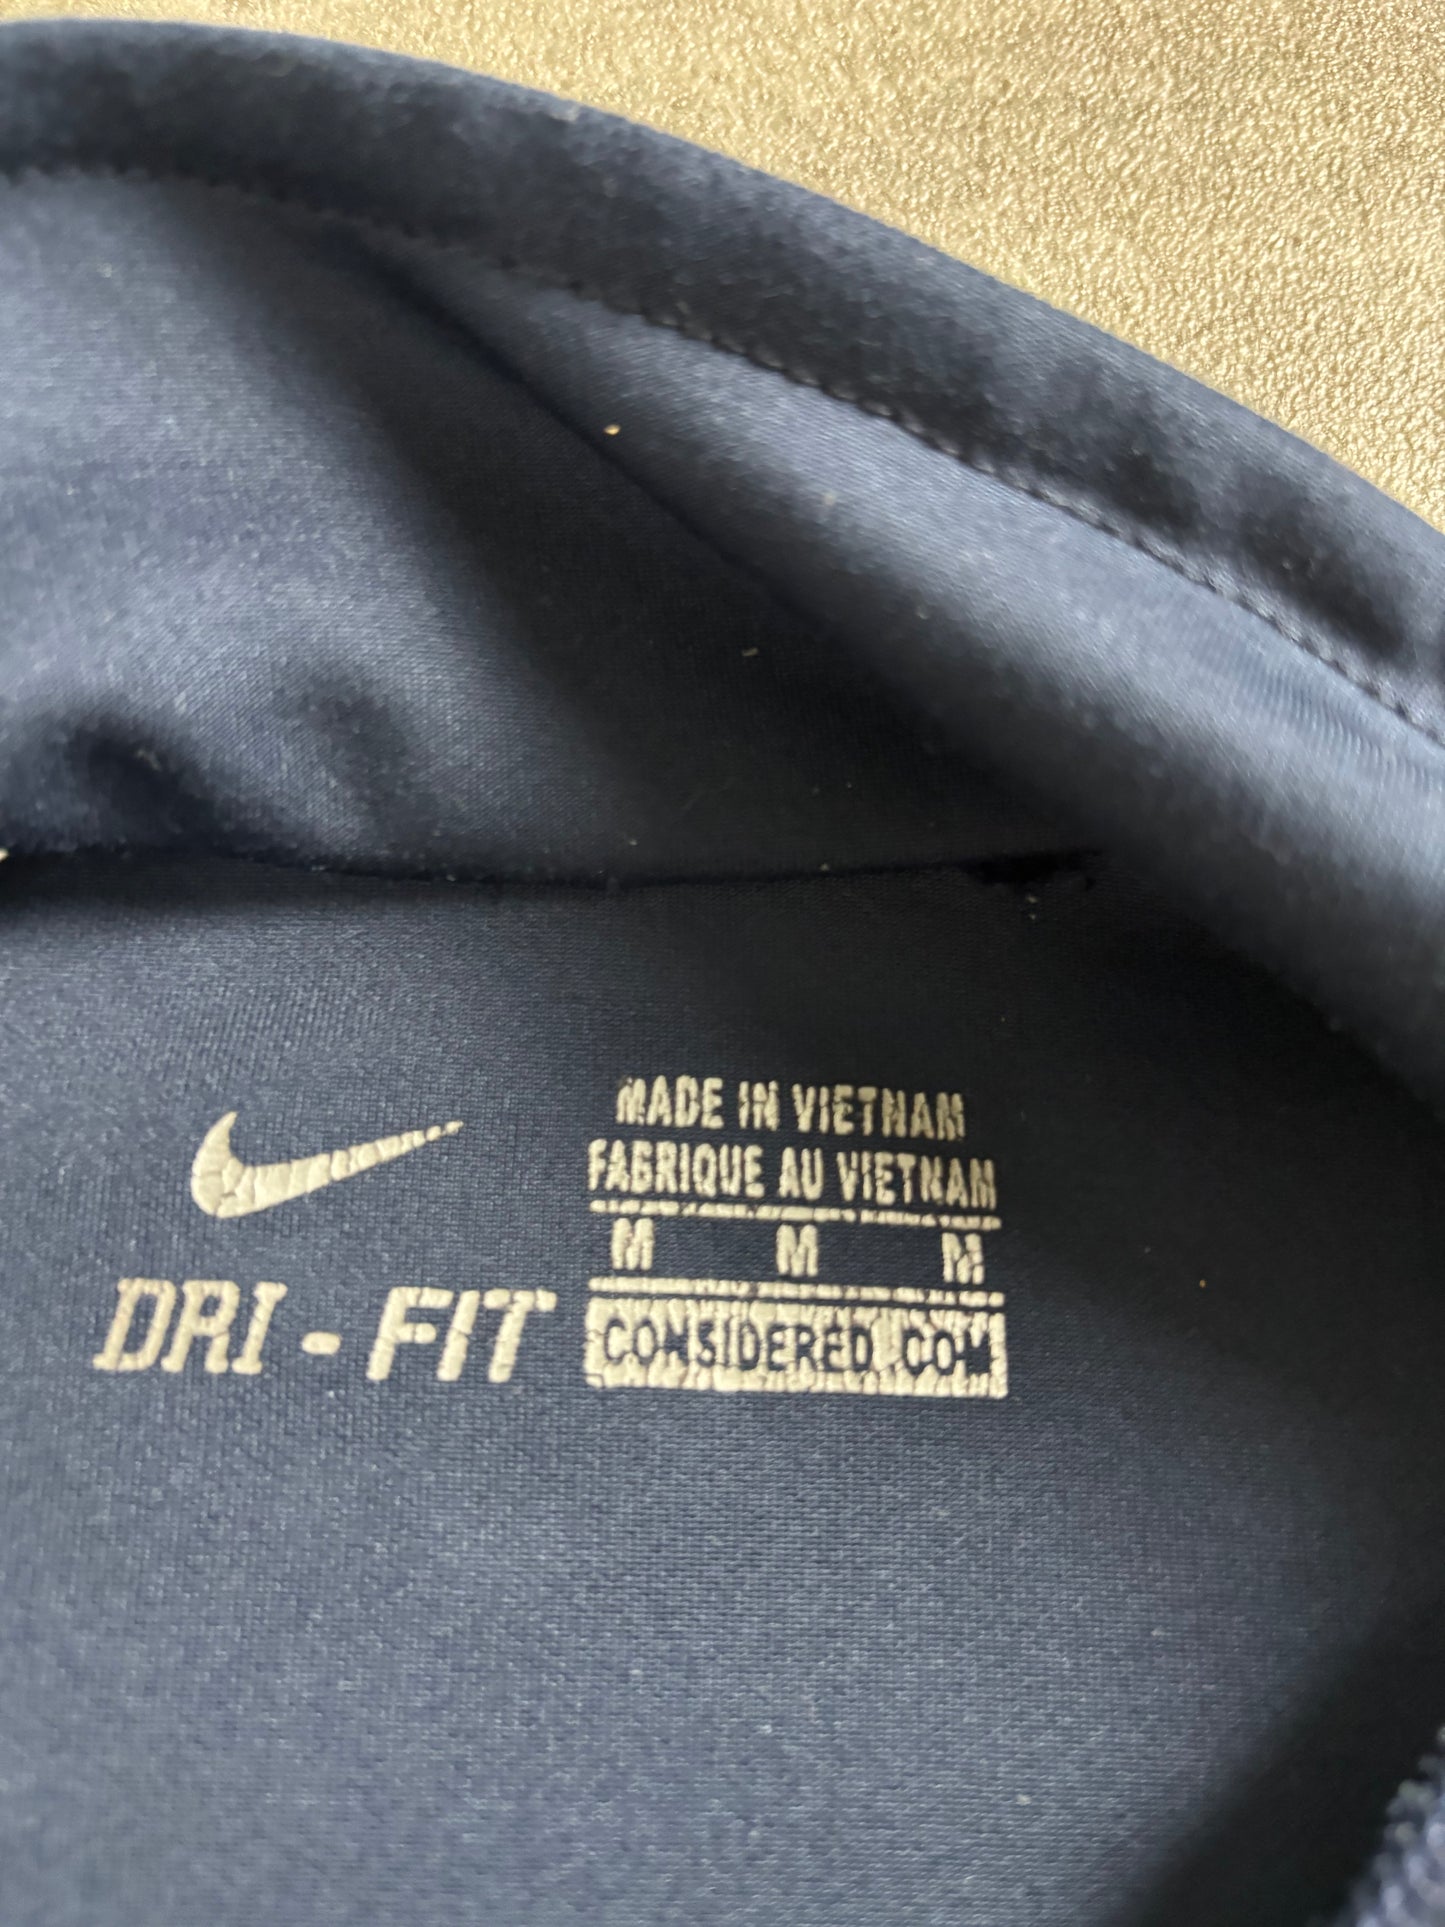 MADE IN VIETNAM
FABRIQUE AU VIETNAM
M M M
DRI-FIT
CONSIDERED COM